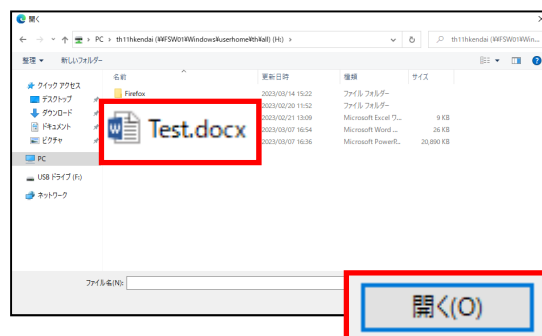 開く
PC › th11hkendai (¥¥FSW01¥Windows¥userhome¥th¥all) (H:) ›
th11hkendai (¥¥FSW01¥Win...
整理 新しいフォルダー
名前 更新日時 種類 サイズ
クイック アクセス
デスクトップ
ダウンロード
ドキュメント
ピクチャ
PC
USB ドライブ (F:)
ネットワーク
Firefox 2023/03/14 15:22 ファイル フォルダー
2023/02/20 11:52 ファイル フォルダー
2023/02/21 13:09 Microsoft Excel ワ... 9 KB
2023/03/07 16:54 Microsoft Word ... 26 KB
2023/03/07 16:36 Microsoft PowerP... 20,890 KB
Test.docx
ファイル名(N):
開く(O)